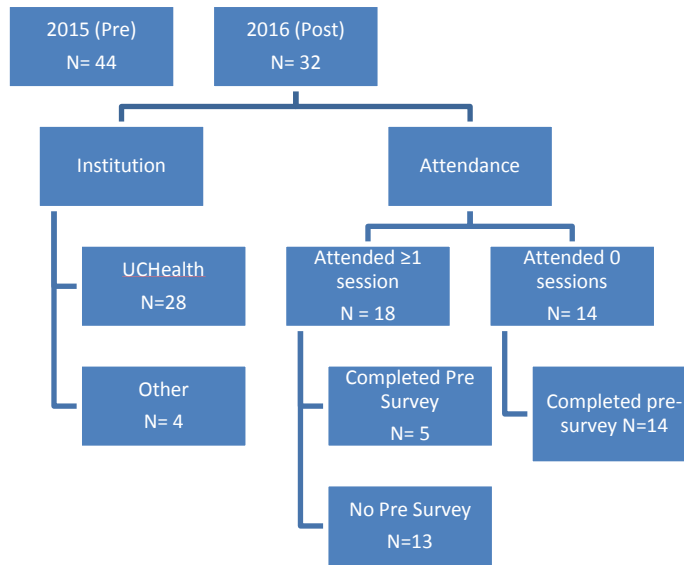 2015 (Pre)
N= 44
2016 (Post)
N= 32
Institution
Attendance
UCHealth
N=28
Other
N= 4
Attended ≥1
session
N = 18
Attended 0
sessions
N = 14
Completed Pre
Survey
N= 5
No Pre Survey
N=13
Completed pre-
survey N=14